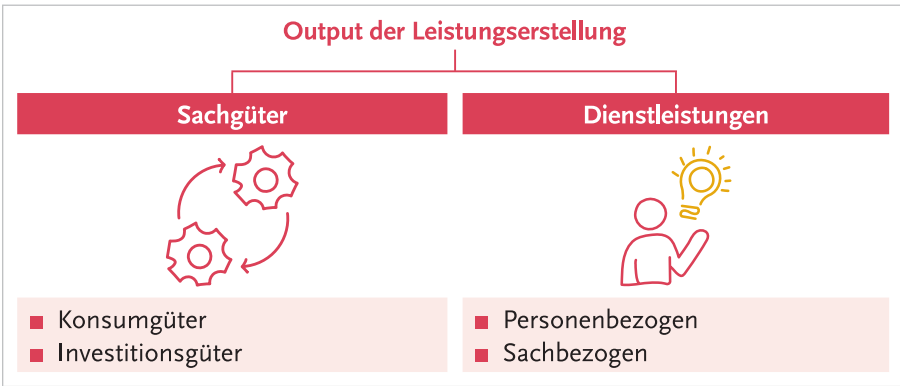 Output der Leistungserstellung
Sachgüter
Konsumgüter
Investitionsgüter
Dienstleistungen
Personenbezogen
Sachbezogen